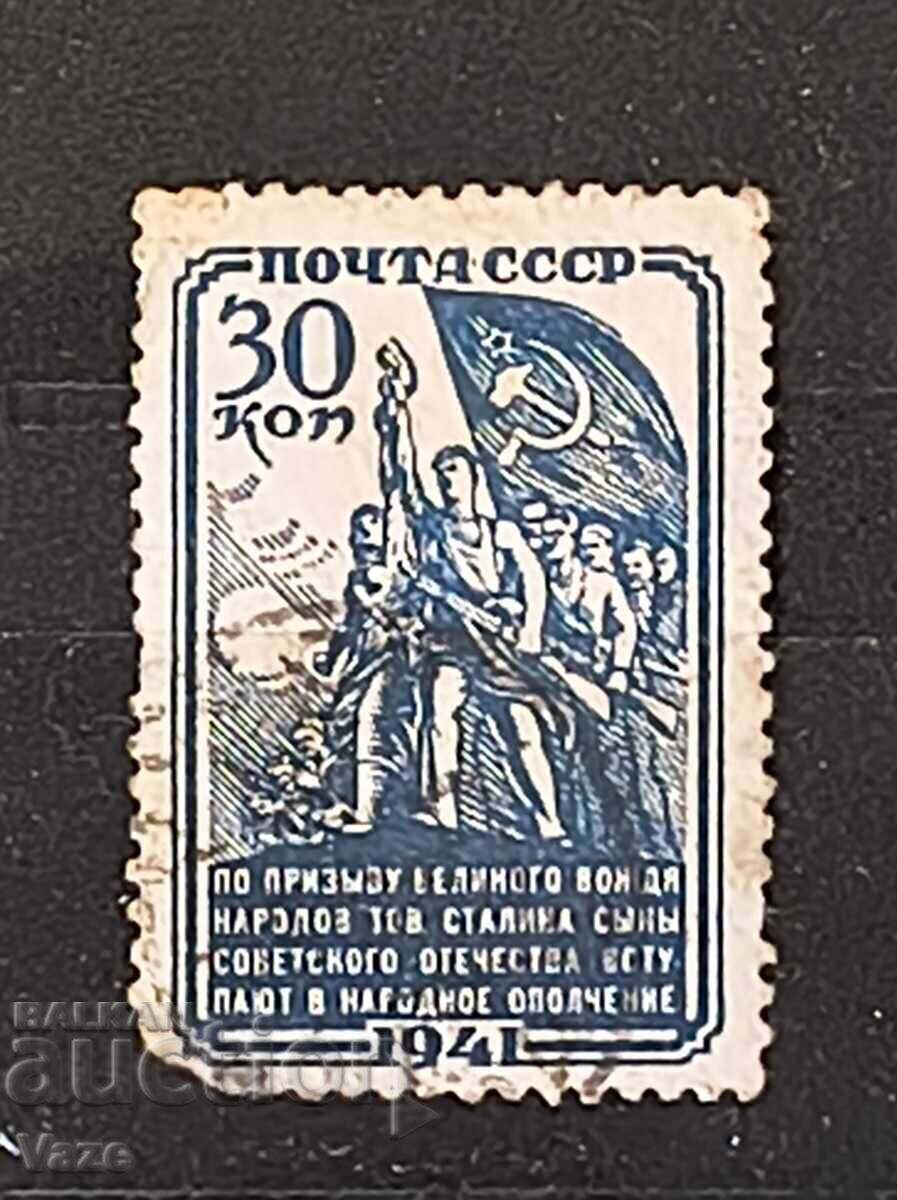 ПОЧТА СССР
30
коп
ПО ПРИЗЫВУ ВЕЛИКОГО ВОЖДЯ
НАРОДОВ ТОВ СТАЛИНА СЫНЫ
СОВЕТСКОГО ОТЕЧЕСТВА ВСТУ-
ПАЮТ В НАРОДНОЕ ОПОЛЧЕНИЕ
1941
BALKAN
auction
Vaze